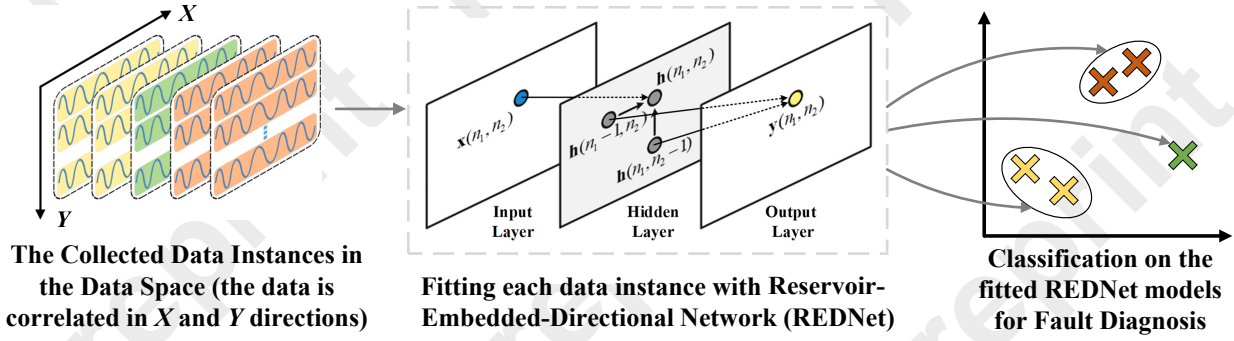 X
Y
The Collected Data Instances in
the Data Space (the data is
correlated in X and Y directions)
x(n₁, n₂)
h(n₁, n₂)
h(n₁−1, n₂)
h(n₁, n₂−1)
y(n₁, n₂)
Input
Layer
Hidden
Layer
Output
Layer
Fitting each data instance with Reservoir-
Embedded-Directional Network (REDNet)
Classification on the
fitted REDNet models
for Fault Diagnosis